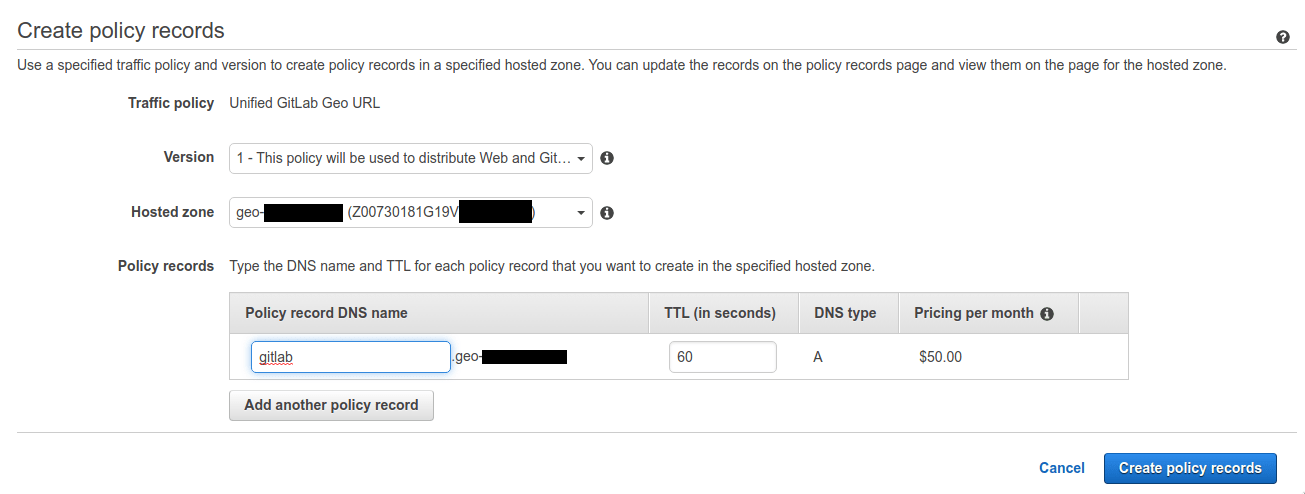 Create policy records
Use a specified traffic policy and version to create policy records in a specified hosted zone. You can update the records on the policy records page and view them on the page for the hosted zone.
Traffic policy Unified GitLab Geo URL
Version 1 - This policy will be used to distribute Web and Git…
Hosted zone geo- (Z00730181G19V )
Policy records Type the DNS name and TTL for each policy record that you want to create in the specified hosted zone.
Policy record DNS name TTL (in seconds) DNS type Pricing per month
gitlab .geo- 60 A $50.00
Add another policy record
Cancel Create policy records